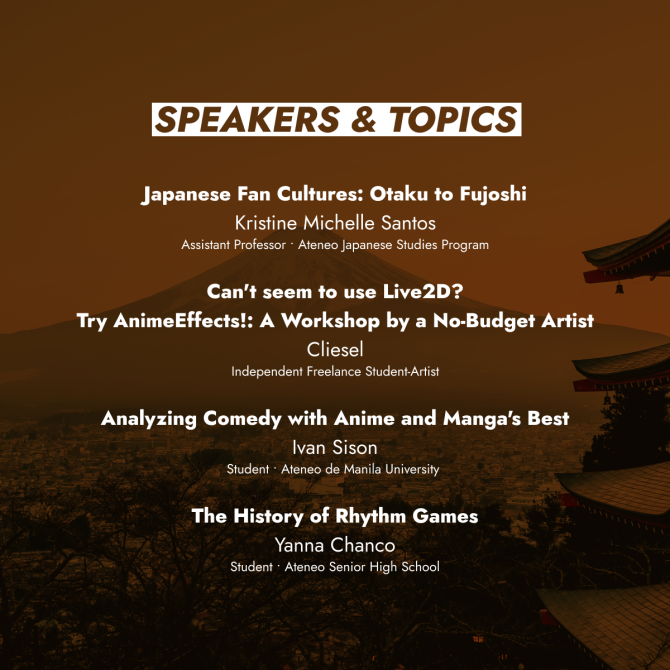 SPEAKERS & TOPICS
Japanese Fan Cultures: Otaku to Fujoshi
Kristine Michelle Santos
Assistant Professor · Ateneo Japanese Studies Program
Can't seem to use Live2D?
Try AnimeEffects!: A Workshop by a No-Budget Artist
Cliesel
Independent Freelance Student-Artist
Analyzing Comedy with Anime and Manga's Best
Ivan Sison
Student · Ateneo de Manila University
The History of Rhythm Games
Yanna Chanco
Student · Ateneo Senior High School